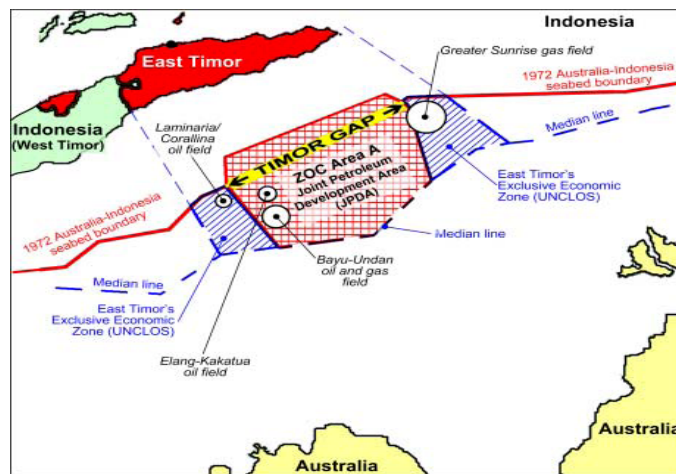 Indonesia
Greater Sunrise gas field
East Timor
1972 Australia-Indonesia
seabed boundary
Indonesia
(West Timor)
Laminaria/
Corallina
oil field
TIMOR GAP
Median line
ZOC Area A
Joint Petroleum
Development Area
(JPDA)
East Timor's
Exclusive Economic
Zone (UNCLOS)
1972 Australia-Indonesia
seabed boundary
Median line
Bayu-Undan
oil and gas
field
Median line
East Timor's
Exclusive Economic
Zone (UNCLOS)
Elang-Kakatua
oil field
Australia
Australia